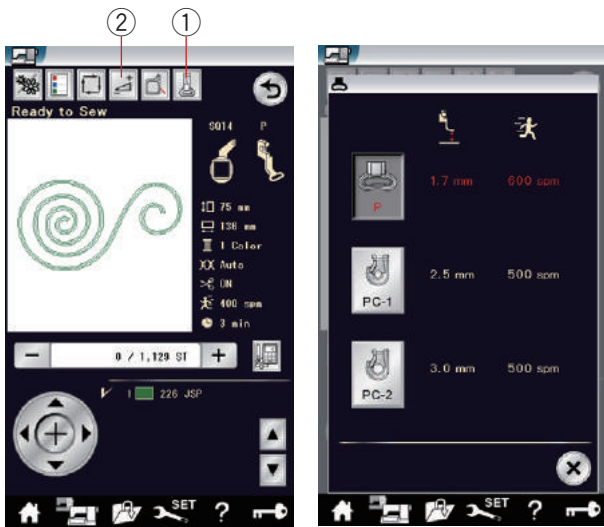 ② ①
Ready to Sew
SQ14 P
75 mm
138 mm
1 Color
Auto
ON
400 spm
3 min
− 0 / 1,129 ST +
1 226 JSP
SET ?
1.7 mm 600 spm
P
2.5 mm 500 spm
PC-1
3.0 mm 500 spm
PC-2
SET ?